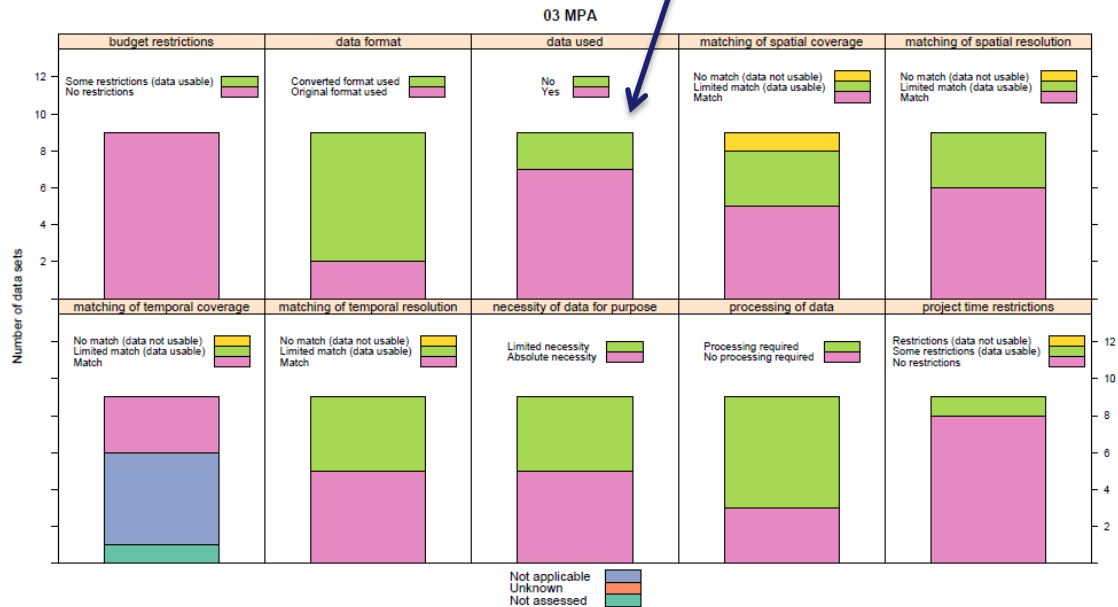 03 MPA
budget restrictions
data format
data used
matching of spatial coverage
matching of spatial resolution
Some restrictions (data usable)
No restrictions
Converted format used
Original format used
No
Yes
No match (data not usable)
Limited match (data usable)
Match
No match (data not usable)
Limited match (data usable)
Match
12
10
8
6
4
2
Number of data sets
matching of temporal coverage
matching of temporal resolution
necessity of data for purpose
processing of data
project time restrictions
No match (data not usable)
Limited match (data usable)
Match
No match (data not usable)
Limited match (data usable)
Match
Limited necessity
Absolute necessity
Processing required
No processing required
Restrictions (data not usable)
Some restrictions (data usable)
No restrictions
12
10
8
6
4
2
Not applicable
Unknown
Not assessed